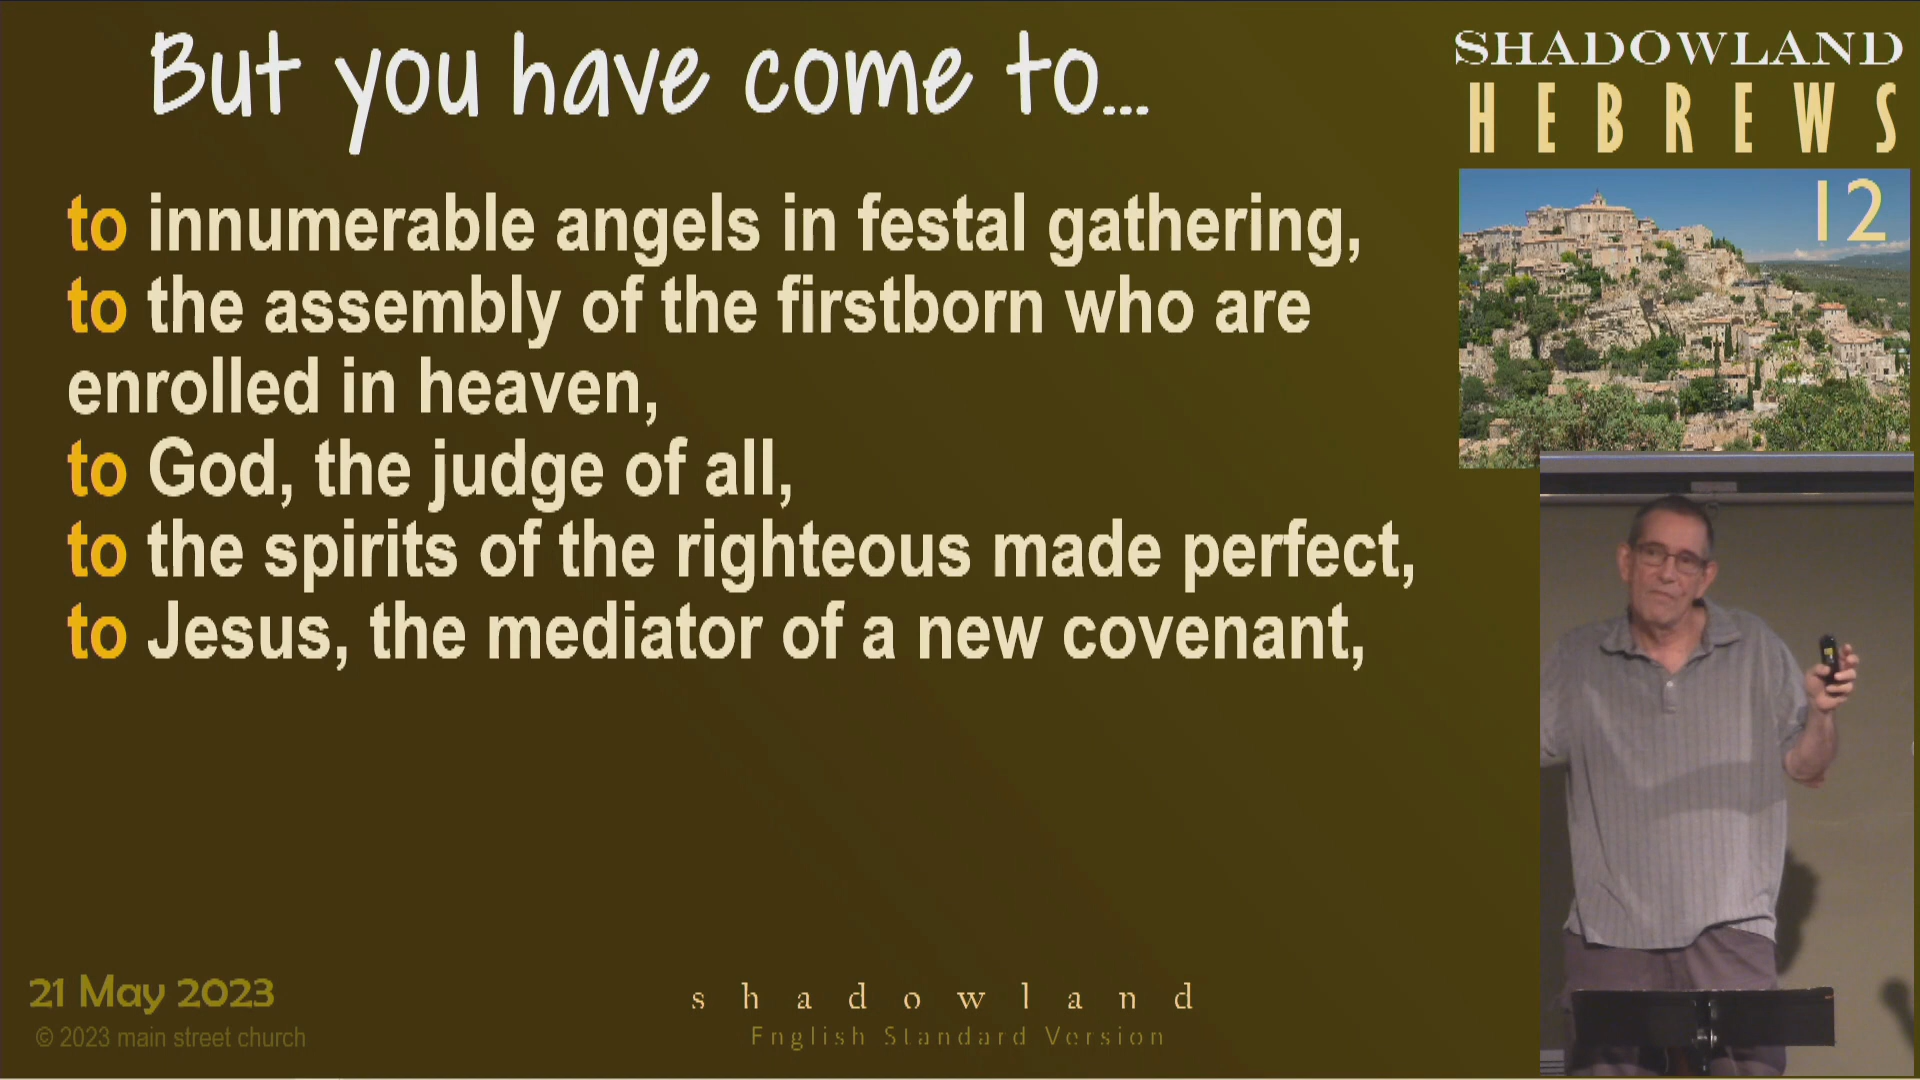 But you have come to...
SHADOWLAND
HEBREWS
12
to innumerable angels in festal gathering,
to the assembly of the firstborn who are
enrolled in heaven,
to God, the judge of all,
to the spirits of the righteous made perfect,
to Jesus, the mediator of a new covenant,
21 May 2023
© 2023 main street church
shadowland
English Standard Version